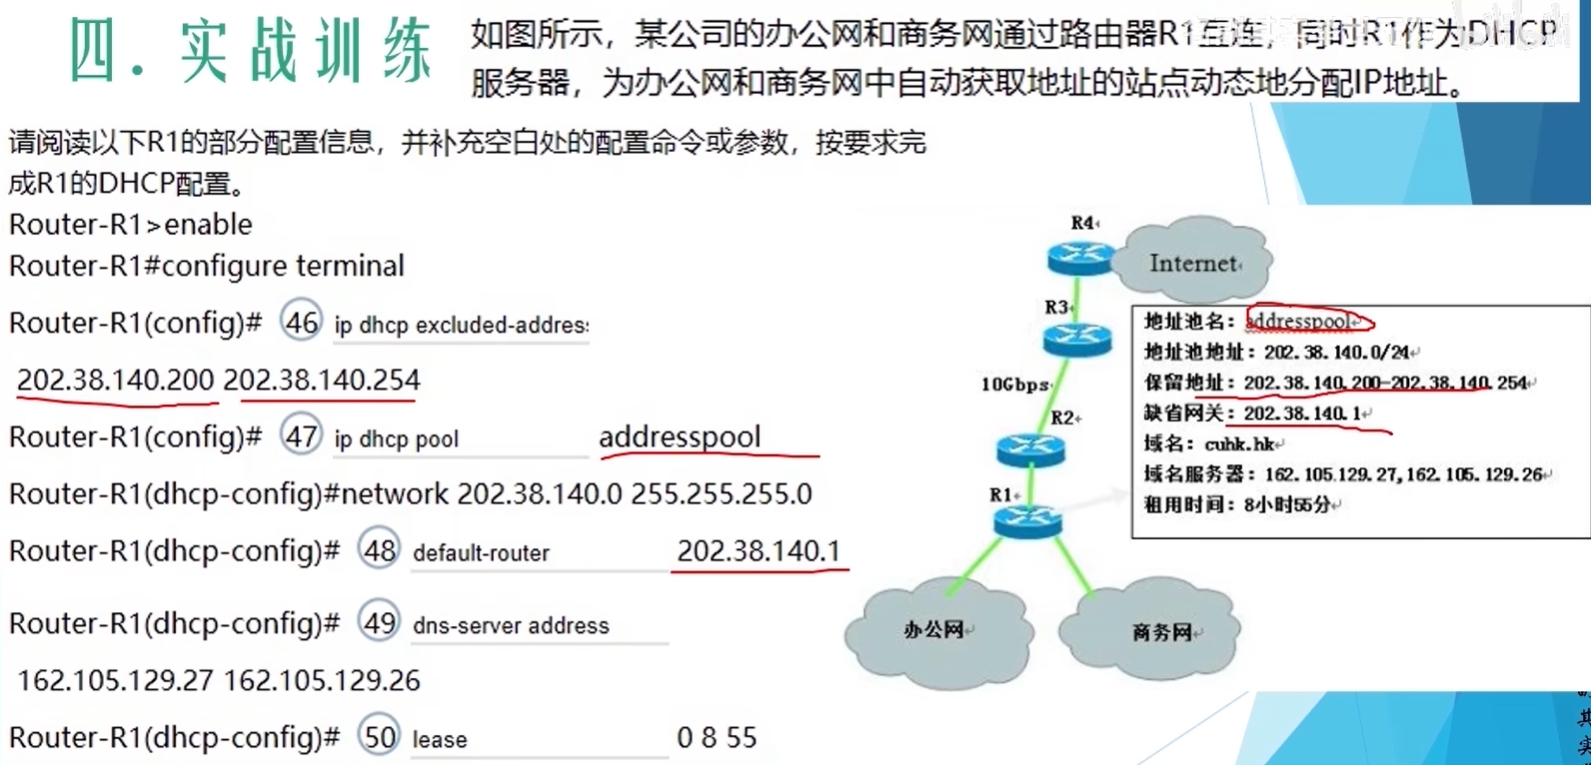 四．实战训练
如图所示，某公司的办公网和商务网通过路由器R1互连，同时R1作为DHCP
服务器，为办公网和商务网中自动获取地址的站点动态地分配IP地址。
请阅读以下R1的部分配置信息，并补充空白处的配置命令或参数，按要求完
成R1的DHCP配置。
Router-R1>enable
Router-R1#configure terminal
Router-R1(config)# 46 ip dhcp excluded-address
202.38.140.200 202.38.140.254
Router-R1(config)# 47 ip dhcp pool addresspool
Router-R1(dhcp-config)#network 202.38.140.0 255.255.255.0
Router-R1(dhcp-config)# 48 default-router 202.38.140.1
Router-R1(dhcp-config)# 49 dns-server address
162.105.129.27 162.105.129.26
Router-R1(dhcp-config)# 50 lease 0 8 55
R4
Internet
R3
10Gbps
R2
R1
办公网
商务网
地址池名：addresspool
地址池地址：202.38.140.0/24
保留地址：202.38.140.200-202.38.140.254
缺省网关：202.38.140.1
域名：cuhk.hk
域名服务器：162.105.129.27,162.105.129.26
租用时间：8小时55分
其
实